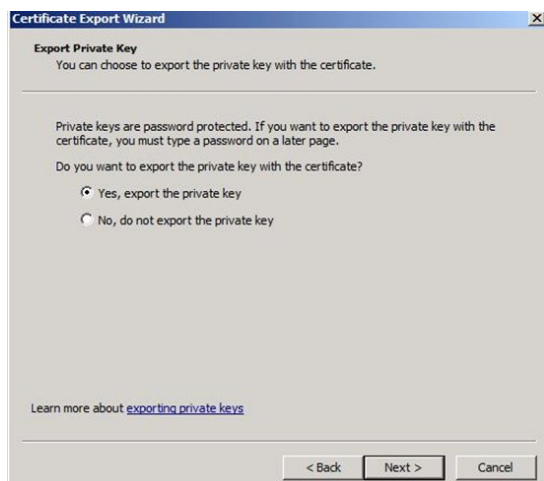 Certificate Export Wizard
Export Private Key
You can choose to export the private key with the certificate.
Private keys are password protected. If you want to export the private key with the
certificate, you must type a password on a later page.
Do you want to export the private key with the certificate?
Yes, export the private key
No, do not export the private key
Learn more about exporting private keys
< Back Next > Cancel